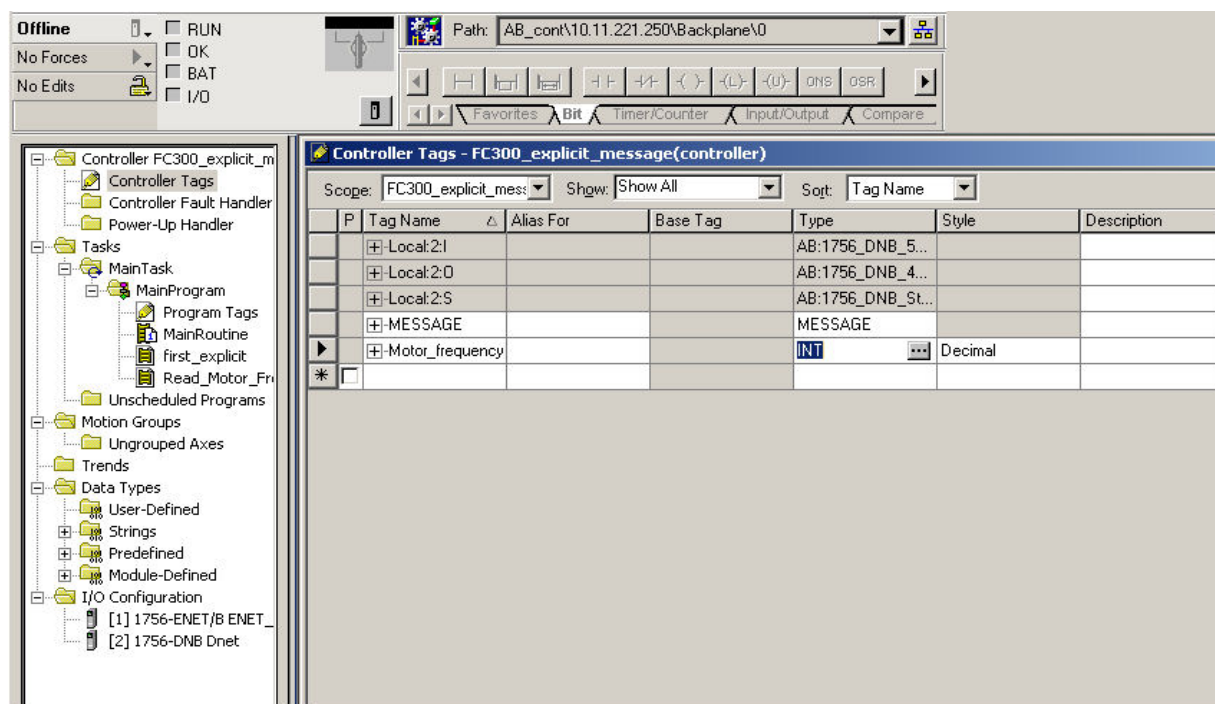 Offline
RUN
No Forces
OK
No Edits
BAT
I/O
Path: AB_cont\10.11.221.250\Backplane\0
ONS OSR
Favorites Bit Timer/Counter Input/Output Compare
Controller FC300_explicit_m
Controller Tags
Controller Fault Handler
Power-Up Handler
Tasks
MainTask
MainProgram
Program Tags
MainRoutine
first_explicit
Read_Motor_Fr
Unscheduled Programs
Motion Groups
Ungrouped Axes
Trends
Data Types
User-Defined
Strings
Predefined
Module-Defined
I/O Configuration
[1] 1756-ENET/B ENET_
[2] 1756-DNB Dnet
Controller Tags - FC300_explicit_message(controller)
Scope: FC300_explicit_mess Show: Show All Sort: Tag Name
P Tag Name Alias For Base Tag Type Style Description
Local:2:I AB:1756_DNB_5...
Local:2:O AB:1756_DNB_4...
Local:2:S AB:1756_DNB_St...
MESSAGE MESSAGE
Motor_frequency INT ... Decimal